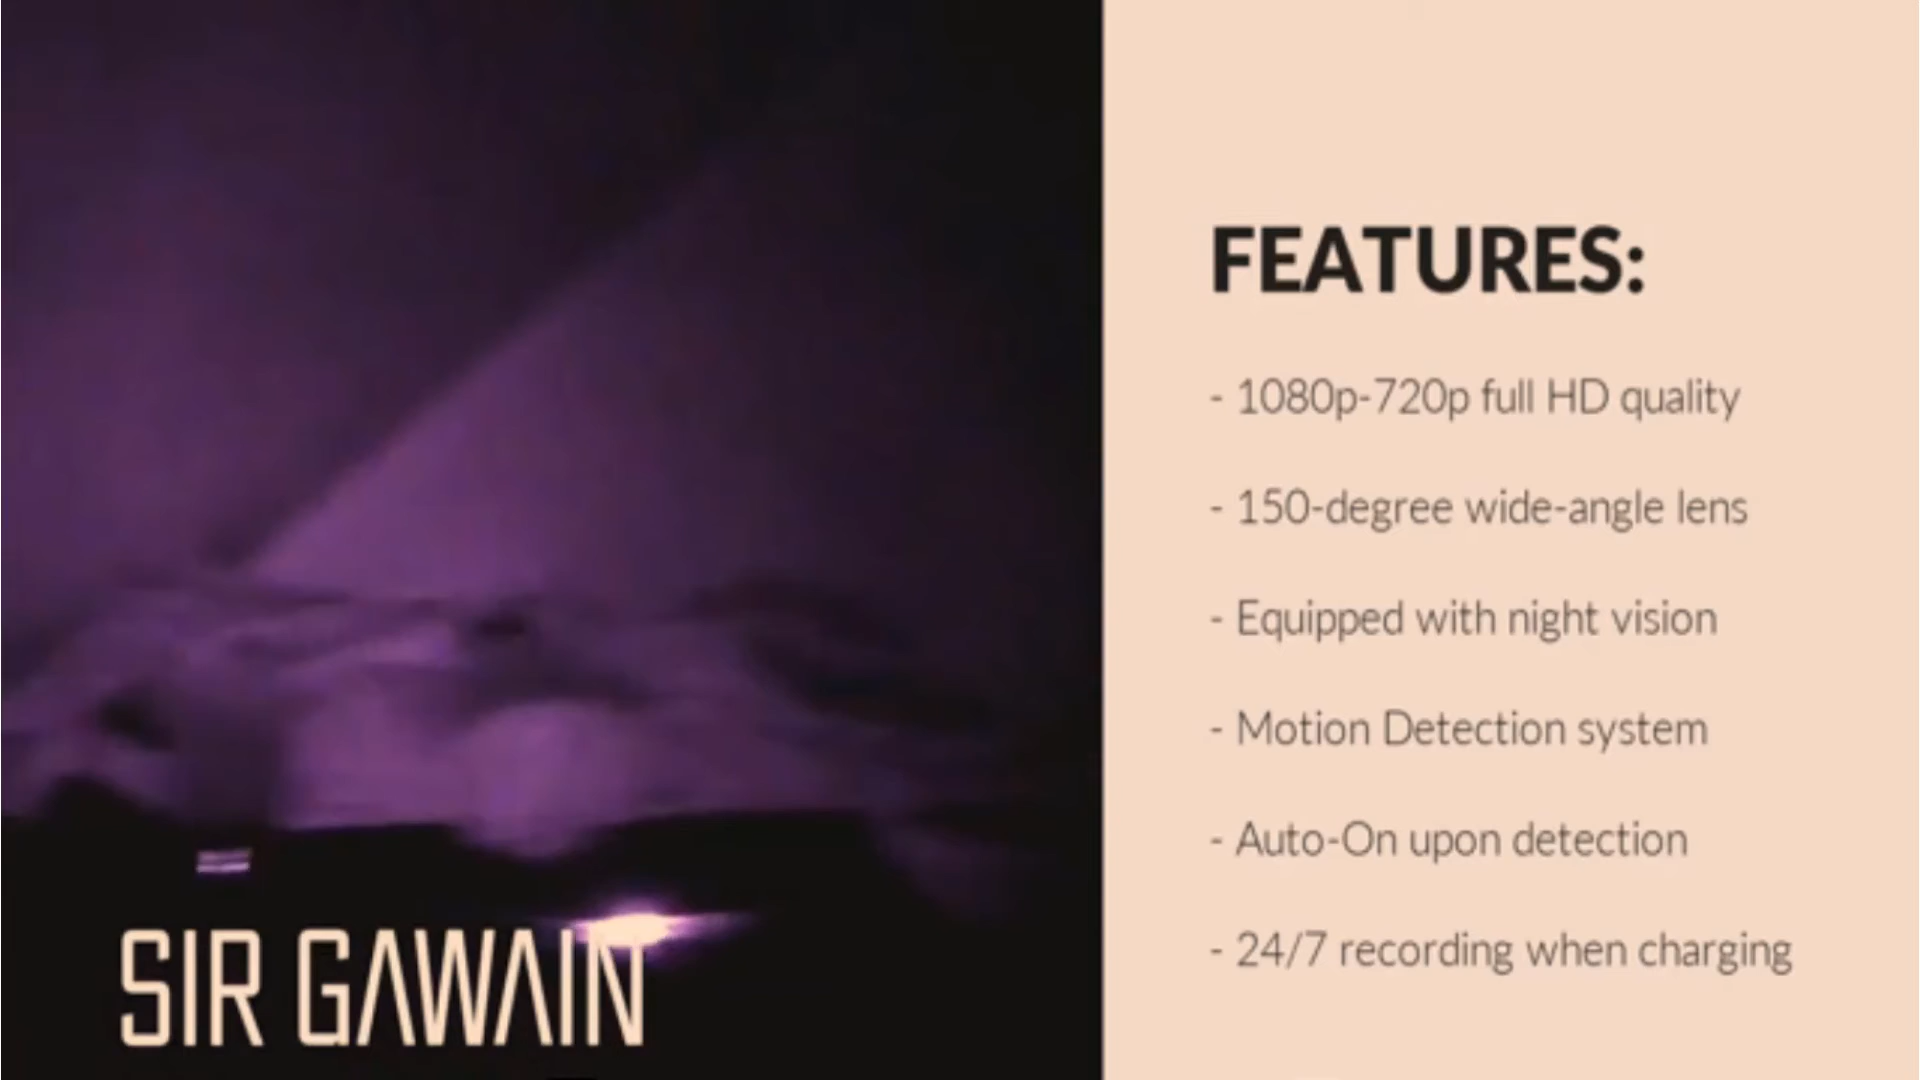 SIR GAWAIN
FEATURES:
- 1080p-720p full HD quality
- 150-degree wide-angle lens
- Equipped with night vision
- Motion Detection system
- Auto-On upon detection
- 24/7 recording when charging